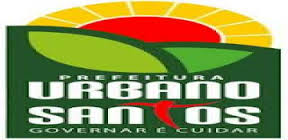 PREFEITURA
URBANO
SANTOS
GOVERNAR É CUIDAR